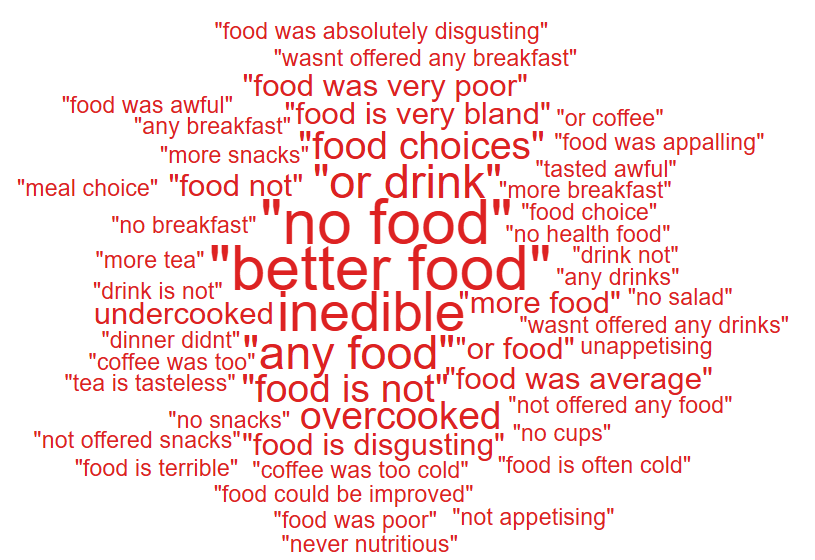 "food was absolutely disgusting"
"wasnt offered any breakfast"
"food was very poor"
"food was awful" "food is very bland" "or coffee"
"any breakfast" "food choices" "food was appalling"
"more snacks" "tasted awful"
"meal choice" "food not" "or drink" "more breakfast"
"no breakfast" "no food" "food choice"
"no health food"
"more tea" "better food" "drink not"
"any drinks"
"drink is not" inedible "more food" "no salad"
undercooked "wasnt offered any drinks"
"dinner didnt" "any food" "or food" unappetising
"coffee was too"
"tea is tasteless" "food is not" "food was average"
"no snacks" overcooked "not offered any food"
"not offered snacks" "food is disgusting" "no cups"
"food is terrible" "coffee was too cold" "food is often cold"
"food could be improved"
"food was poor" "not appetising"
"never nutritious"